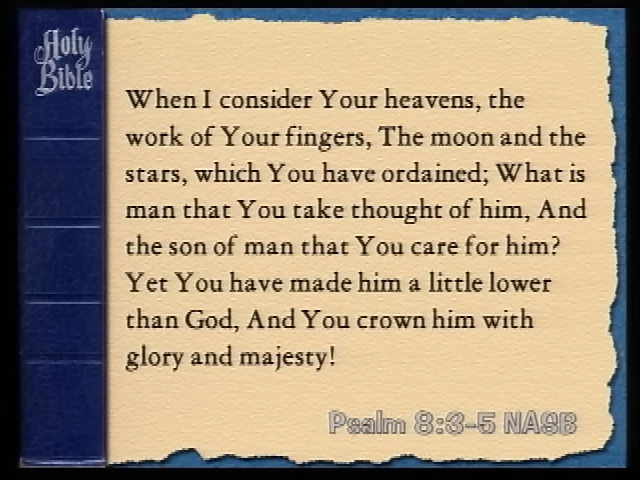 Holy
Bible
When I consider Your heavens, the
work of Your fingers, The moon and the
stars, which You have ordained; What is
man that You take thought of him, And
the son of man that You care for him?
Yet You have made him a little lower
than God, And You crown him with
glory and majesty!
Psalm 8:3-5 NASB